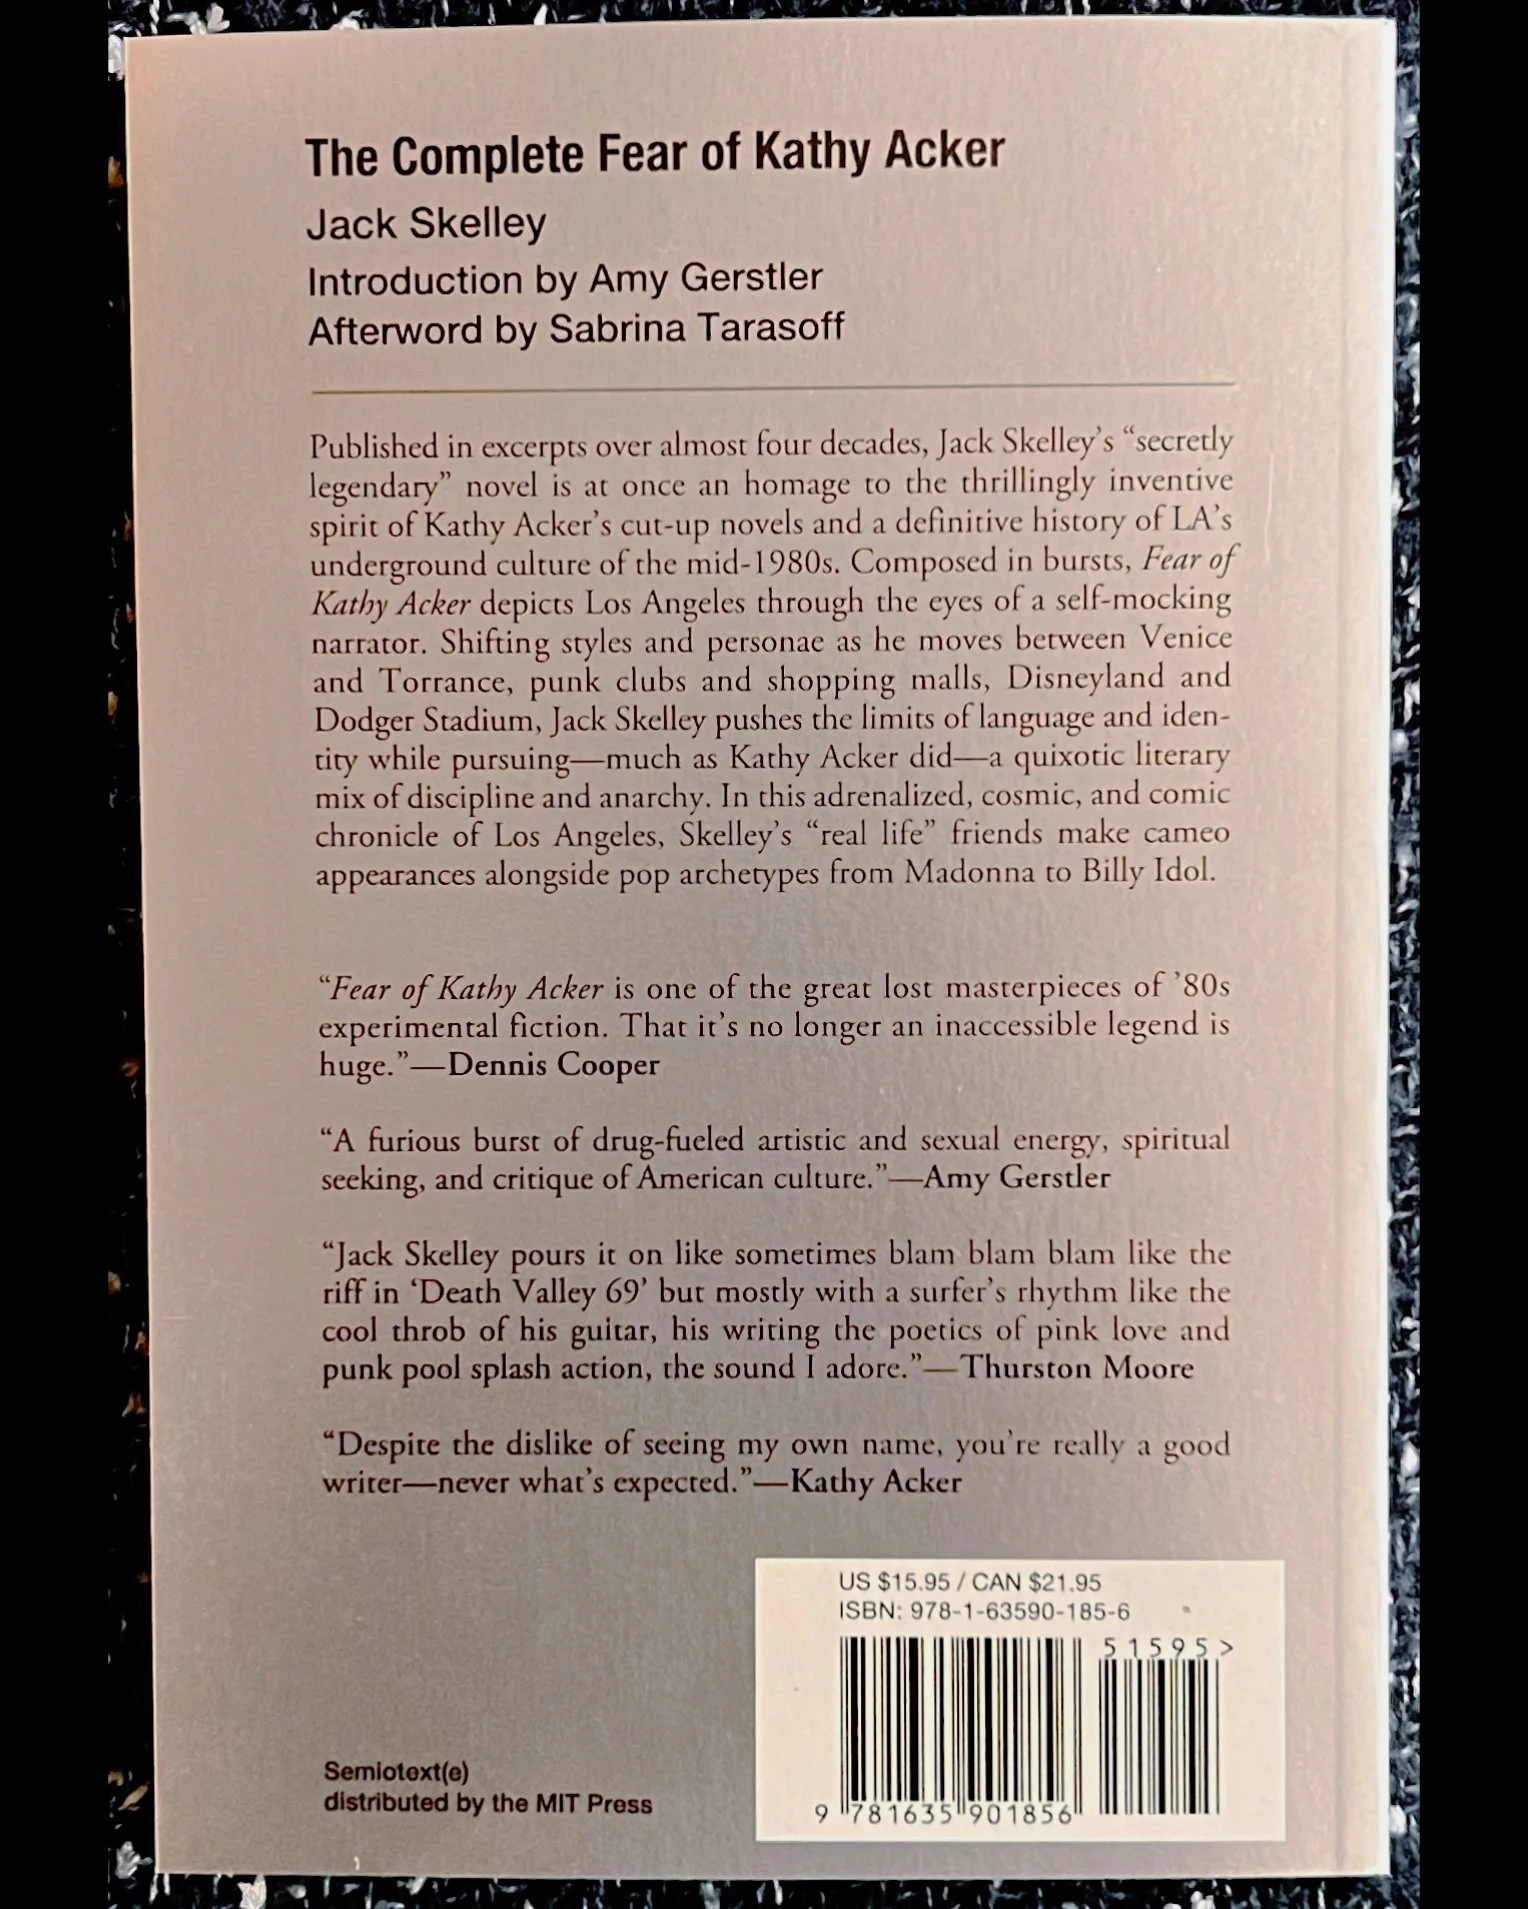 The Complete Fear of Kathy Acker
Jack Skelley
Introduction by Amy Gerstler
Afterword by Sabrina Tarasoff
Published in excerpts over almost four decades, Jack Skelley’s “secretly
legendary” novel is at once an homage to the thrillingly inventive
spirit of Kathy Acker’s cut-up novels and a definitive history of LA’s
underground culture of the mid-1980s. Composed in bursts, Fear of
Kathy Acker depicts Los Angeles through the eyes of a self-mocking
narrator. Shifting styles and personae as he moves between Venice
and Torrance, punk clubs and shopping malls, Disneyland and
Dodger Stadium, Jack Skelley pushes the limits of language and iden-
tity while pursuing—much as Kathy Acker did—a quixotic literary
mix of discipline and anarchy. In this adrenalized, cosmic, and comic
chronicle of Los Angeles, Skelley’s “real life” friends make cameo
appearances alongside pop archetypes from Madonna to Billy Idol.
“Fear of Kathy Acker is one of the great lost masterpieces of ’80s
experimental fiction. That it’s no longer an inaccessible legend is
huge.”—Dennis Cooper
“A furious burst of drug-fueled artistic and sexual energy, spiritual
seeking, and critique of American culture.”—Amy Gerstler
“Jack Skelley pours it on like sometimes blam blam blam like the
riff in ‘Death Valley 69’ but mostly with a surfer’s rhythm like the
cool throb of his guitar, his writing the poetics of pink love and
punk pool splash action, the sound I adore.”—Thurston Moore
“Despite the dislike of seeing my own name, you’re really a good
writer—never what’s expected.”—Kathy Acker
US $15.95 / CAN $21.95
ISBN: 978-1-63590-185-6
51595>
9 781635 901856
Semiotext(e)
distributed by the MIT Press